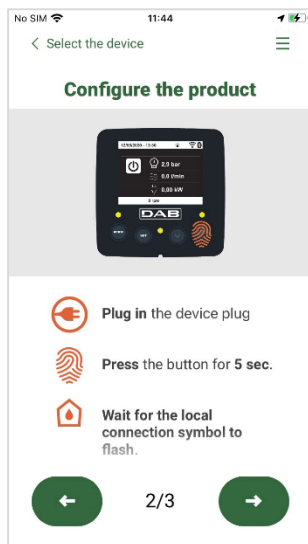 No SIM 11:44
Select the device
Configure the product
2,9 bar
0,0 l/min
0,00 kW
0 rpm
DAB
Plug in the device plug
Press the button for 5 sec.
Wait for the local
connection symbol to
flash.
2/3